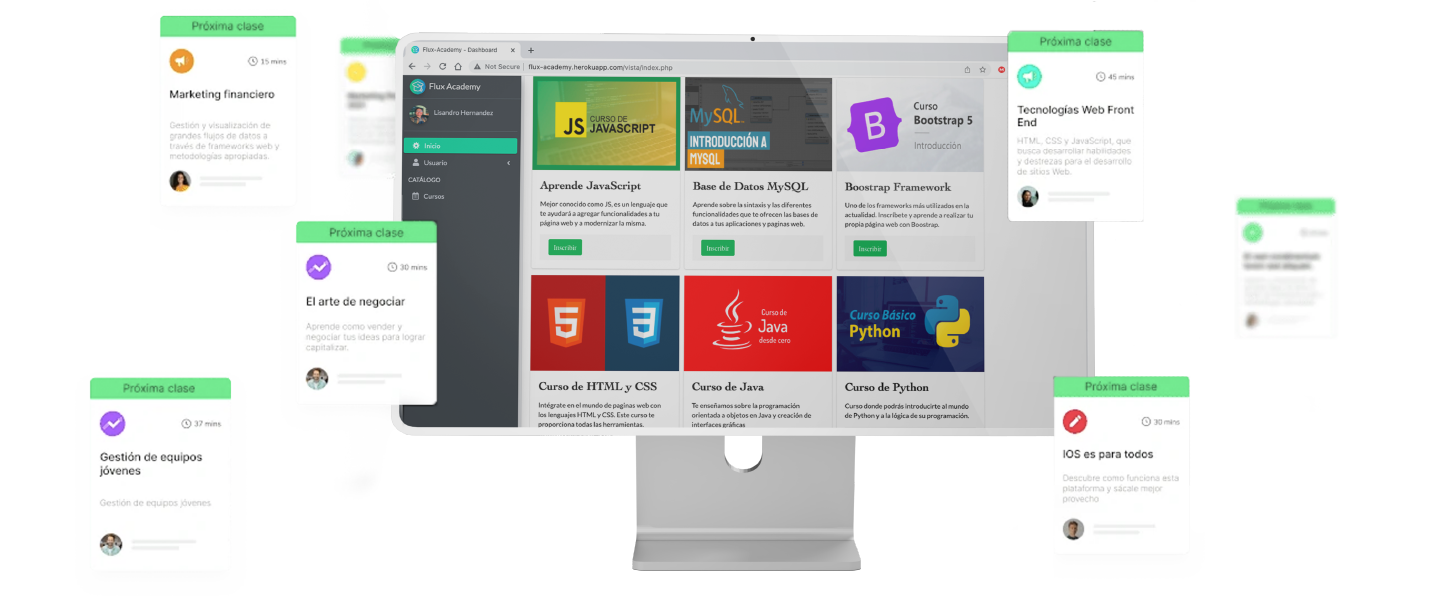 Próxima clase
15 mins
Marketing financiero
Gestión y visualización de
grandes flujos de datos a
través de frameworks web y
metodologías apropiadas.
Próxima clase
30 mins
El arte de negociar
Aprende como vender y
negociar tus ideas para lograr
capitalizar.
Próxima clase
37 mins
Gestión de equipos
jóvenes
Gestión de equipos jóvenes
Flux-Academy - Dashboard
Not Secure
flux-academy.herokuapp.com/vista/index.php
Flux Academy
Lisandro Hernandez
Inicio
Usuario
CATÁLOGO
Cursos
JS
CURSO DE
JAVASCRIPT
Aprende JavaScript
Mejor conocido como JS, es un lenguaje que
te ayudará a agregar funcionalidades a tu
página web y a modernizar la misma.
Inscribir
MySQL
INTRODUCCIÓN A
MYSQL
Base de Datos MySQL
Aprende sobre la sintaxis y las diferentes
funcionalidades que te ofrecen las bases de
datos a tus aplicaciones y paginas web.
Inscribir
B
Curso
Bootstrap 5
Introducción
Boostrap Framework
Uno de los frameworks más utilizados en la
actualidad. Inscríbete y aprende a realizar tu
propia página web con Boostrap.
Inscribir
5
3
Curso de HTML y CSS
Intégrate en el mundo de paginas web con
los lenguajes HTML y CSS. Este curso te
proporciona todas las herramientas.
Curso de
Java
desde cero
Curso de Java
Te enseñamos sobre la programación
orientada a objetos en Java y creación de
interfaces gráficas
Curso Básico
Python
Curso de Python
Curso donde podrás introducirte al mundo
de Python y a la lógica de su programación.
Próxima clase
45 mins
Tecnologías Web Front
End
HTML, CSS y JavaScript, que
busca desarrollar habilidades
y destrezas para el desarrollo
de sitios Web.
Próxima clase
30 mins
IOS es para todos
Descubre como funciona esta
plataforma y sácale mejor
provecho